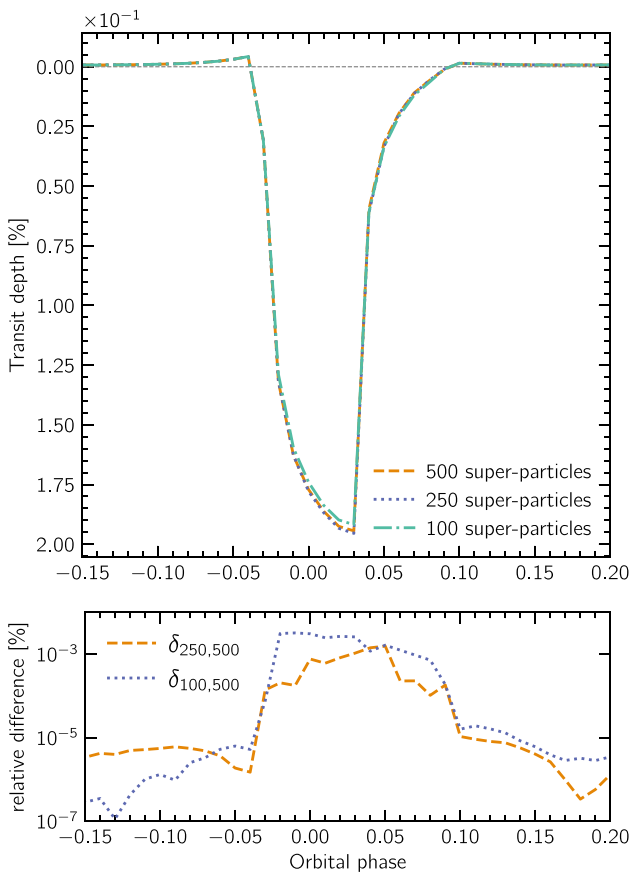 ×10⁻¹
0.00
0.25
0.50
0.75
1.00
1.25
1.50
1.75
2.00
Transit depth [%]
500 super-particles
250 super-particles
100 super-particles
−0.15 −0.10 −0.05 0.00 0.05 0.10 0.15 0.20
10⁻³
10⁻⁵
10⁻⁷
relative difference [%]
δ250,500
δ100,500
−0.15 −0.10 −0.05 0.00 0.05 0.10 0.15 0.20
Orbital phase